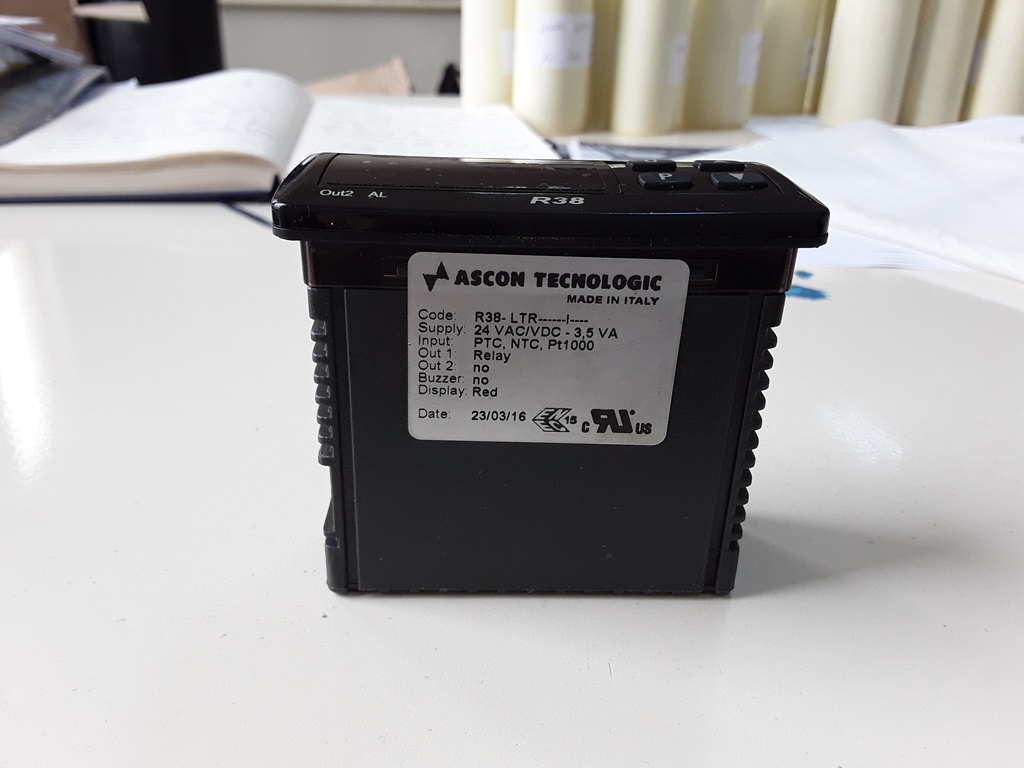 Out2 AL
R38
P
ASCON TECNOLOGIC
MADE IN ITALY
Code: R38- LTR------I----
Supply: 24 VAC/VDC - 3,5 VA
Input: PTC, NTC, Pt1000
Out 1: Relay
Out 2: no
Buzzer: no
Display: Red
Date: 23/03/16 15 C US